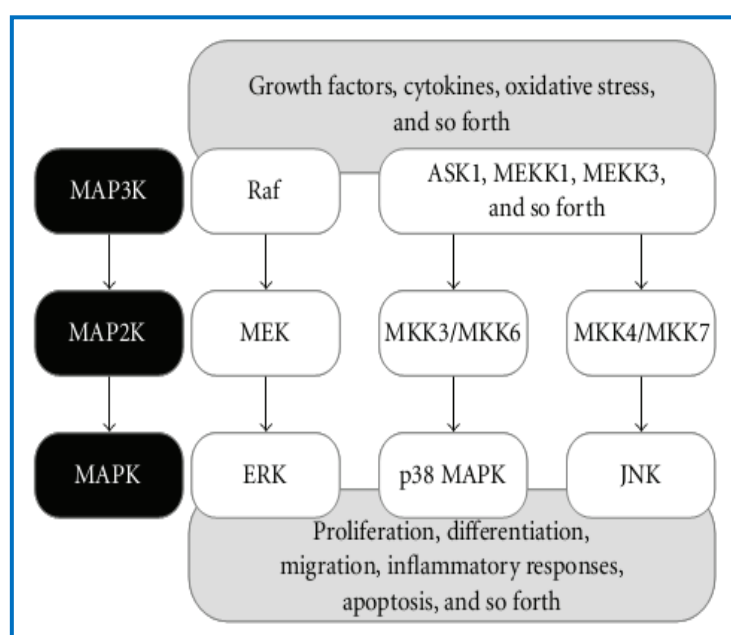 Growth factors, cytokines, oxidative stress,
and so forth
MAP3K
Raf
ASK1, MEKK1, MEKK3,
and so forth
MAP2K
MEK
MKK3/MKK6
MKK4/MKK7
MAPK
ERK
p38 MAPK
JNK
Proliferation, differentiation,
migration, inflammatory responses,
apoptosis, and so forth